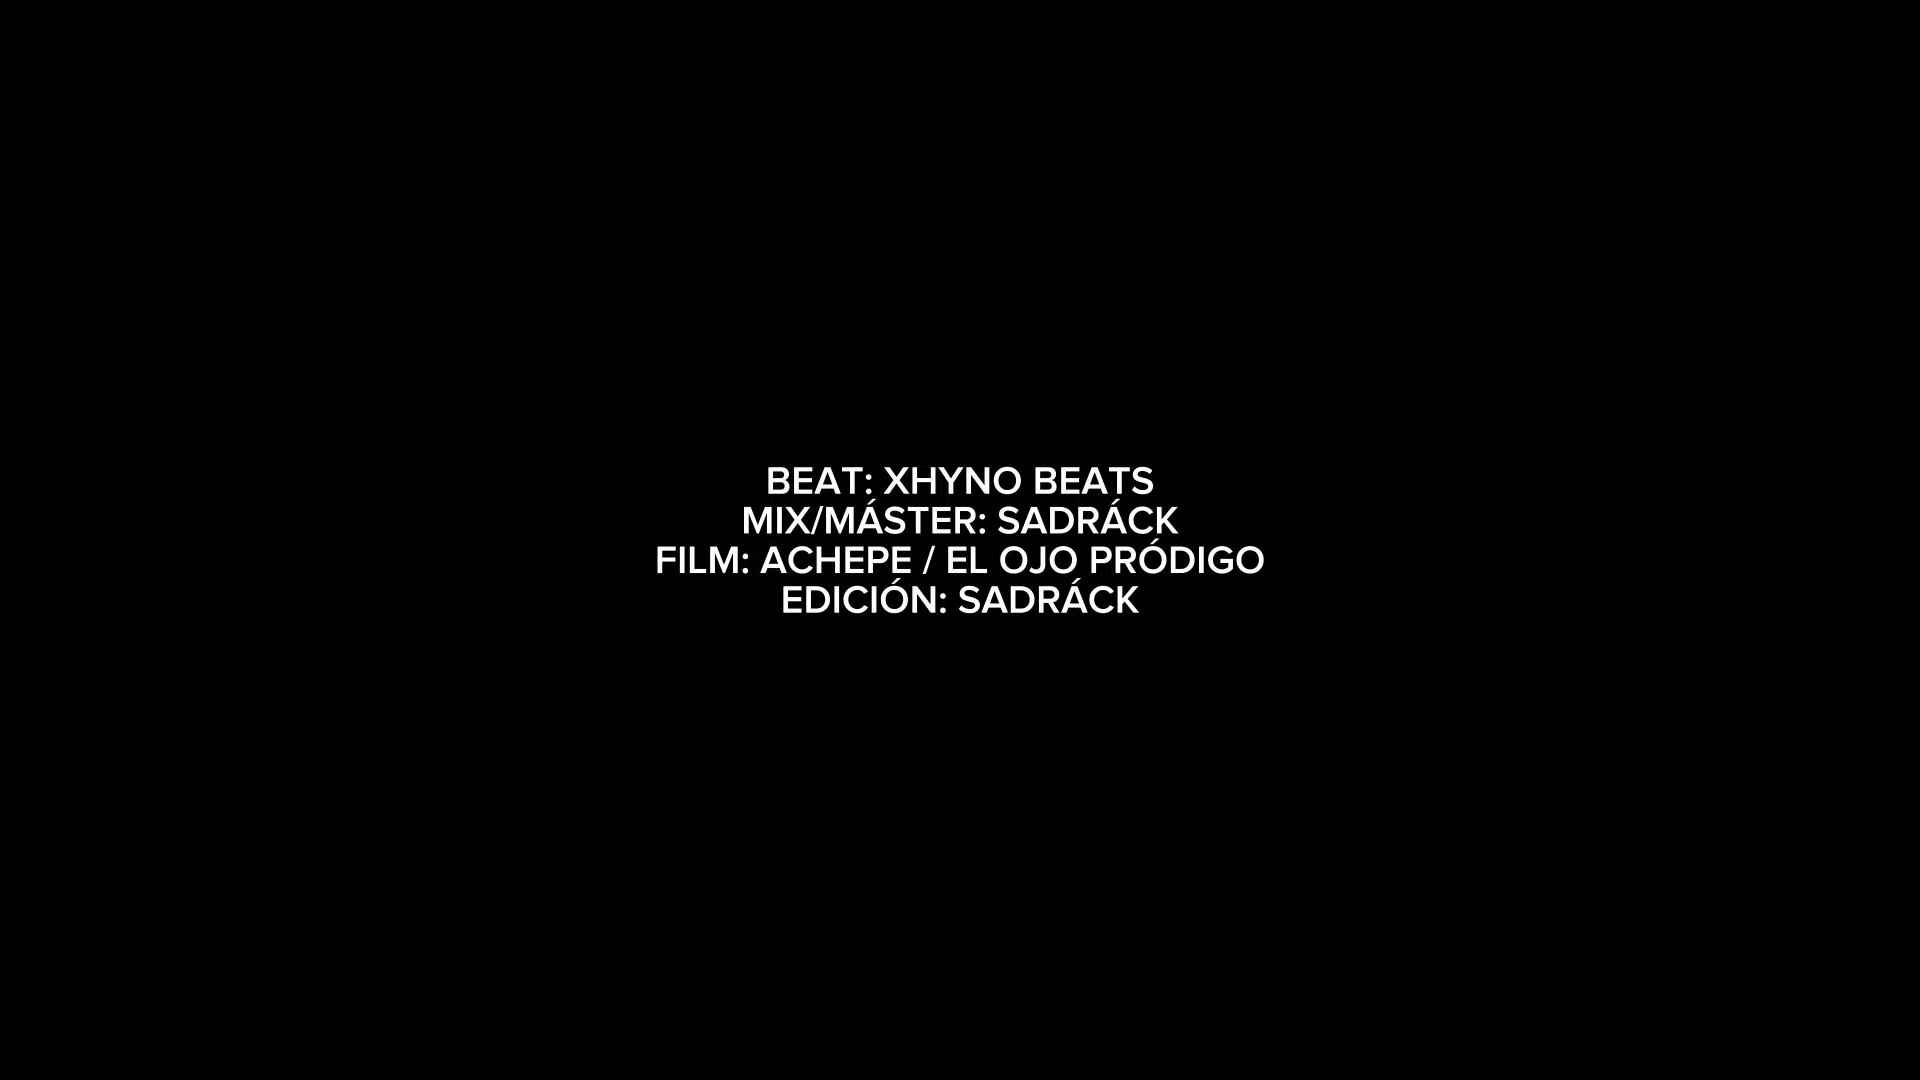 BEAT: XHYNO BEATS
MIX/MÁSTER: SADRÁCK
FILM: ACHEPE / EL OJO PRÓDIGO
EDICIÓN: SADRÁCK